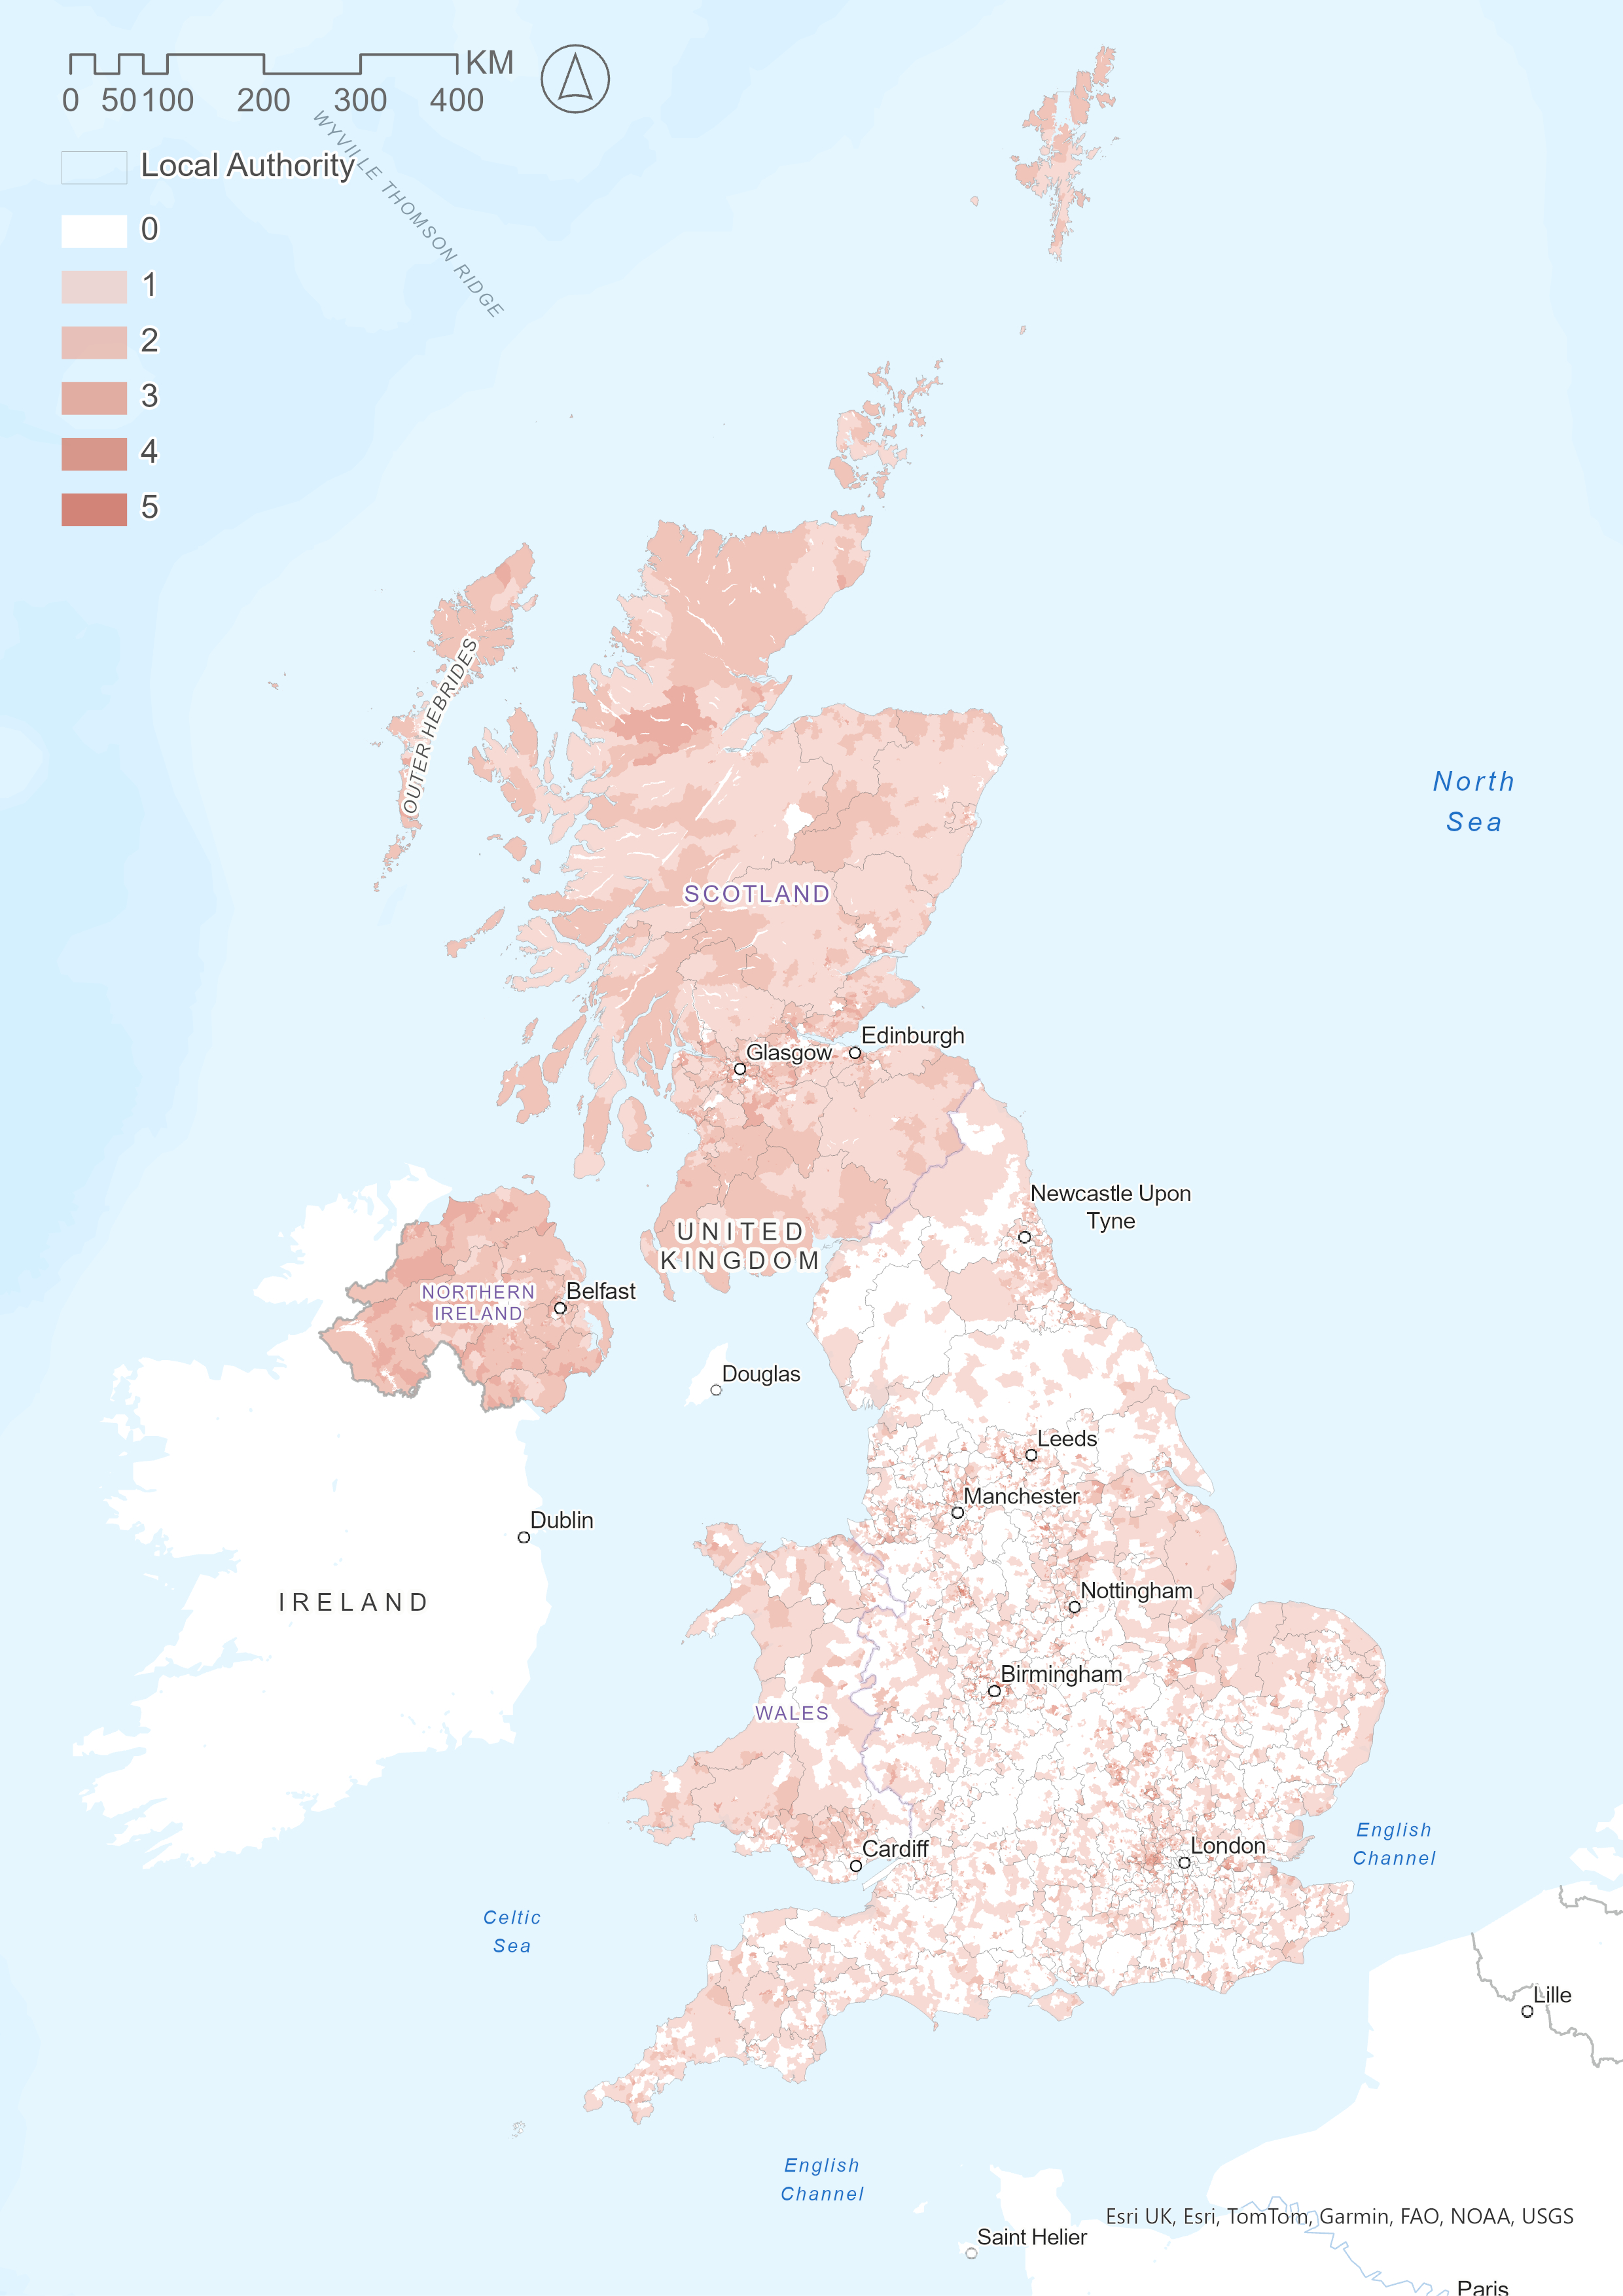 KM
0 50 100 200 300 400
WYVILLE THOMSON RIDGE
Local Authority
0
1
2
3
4
5
OUTER HEBRIDES
North
Sea
SCOTLAND
Edinburgh
Glasgow
Newcastle Upon
Tyne
UNITED
KINGDOM
NORTHERN
IRELAND
Belfast
Douglas
Leeds
Manchester
Dublin
Nottingham
IRELAND
Birmingham
WALES
English
Channel
London
Cardiff
Celtic
Sea
Lille
English
Channel
Esri UK, Esri, TomTom, Garmin, FAO, NOAA, USGS
Saint Helier
Paris